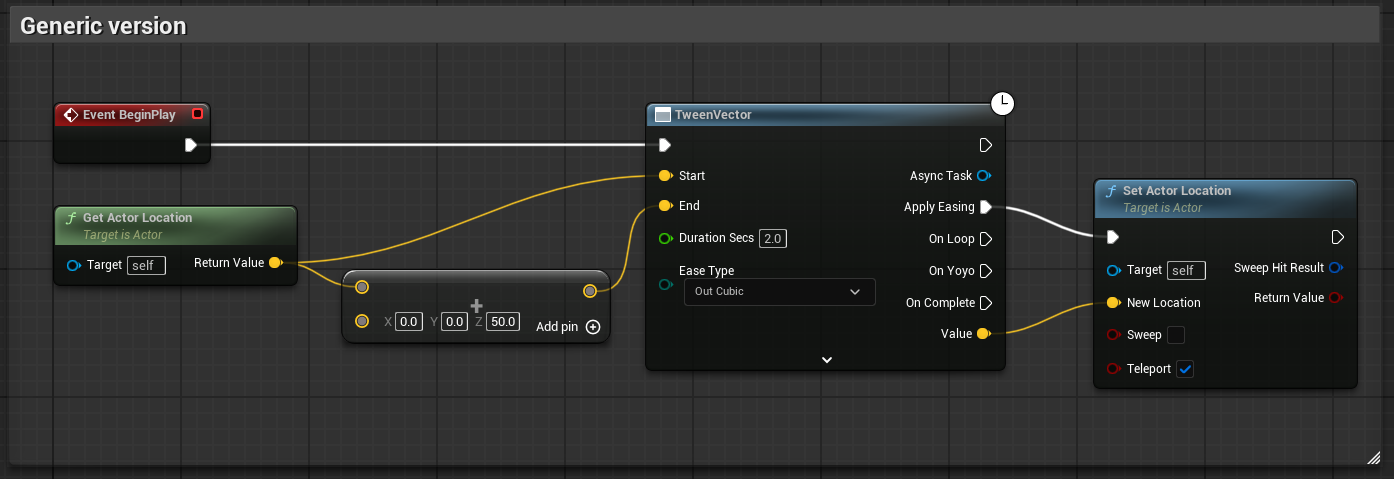 Generic version
Event BeginPlay
Get Actor Location
Target is Actor
Target self Return Value
X 0.0 Y 0.0 Z 50.0 Add pin
TweenVector
Start Async Task
End Apply Easing
Duration Secs 2.0 On Loop
Ease Type On Yoyo
Out Cubic On Complete
Value
Set Actor Location
Target is Actor
Target self Sweep Hit Result
New Location Return Value
Sweep
Teleport